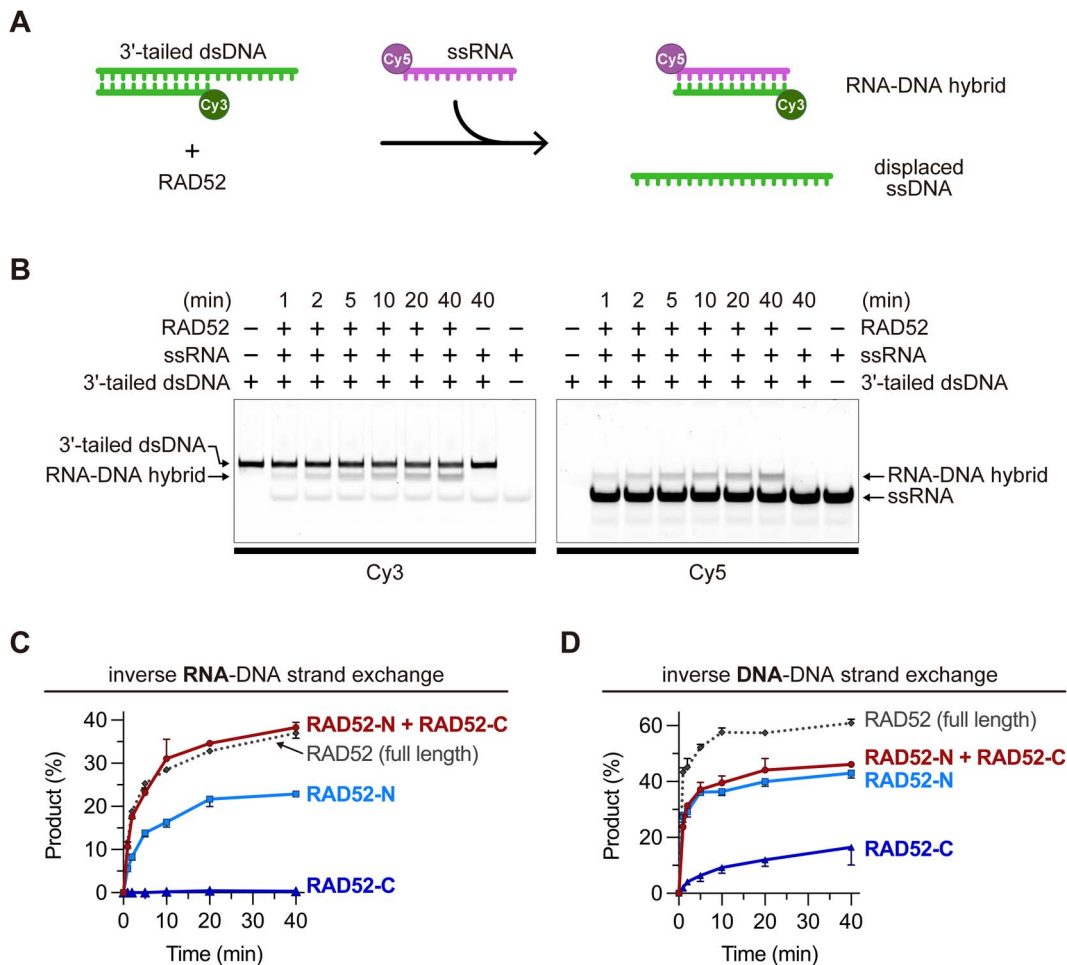 A
3'-tailed dsDNA
Cy3
+
RAD52
Cy5
ssRNA
Cy5
Cy3
RNA-DNA hybrid
displaced
ssDNA
B
(min) 1 2 5 10 20 40 40
RAD52 − + + + + + + − −
ssRNA − + + + + + + + +
3'-tailed dsDNA + + + + + + + + −
3'-tailed dsDNA
RNA-DNA hybrid
Cy3
1 2 5 10 20 40 40 (min)
− + + + + + + − − RAD52
− + + + + + + + + ssRNA
+ + + + + + + + − 3'-tailed dsDNA
RNA-DNA hybrid
ssRNA
Cy5
C
inverse RNA-DNA strand exchange
Product (%)
40
30
20
10
0
RAD52-N + RAD52-C
RAD52 (full length)
RAD52-N
RAD52-C
0 10 20 30 40
Time (min)
D
inverse DNA-DNA strand exchange
Product (%)
60
40
20
0
RAD52 (full length)
RAD52-N + RAD52-C
RAD52-N
RAD52-C
0 10 20 30 40
Time (min)